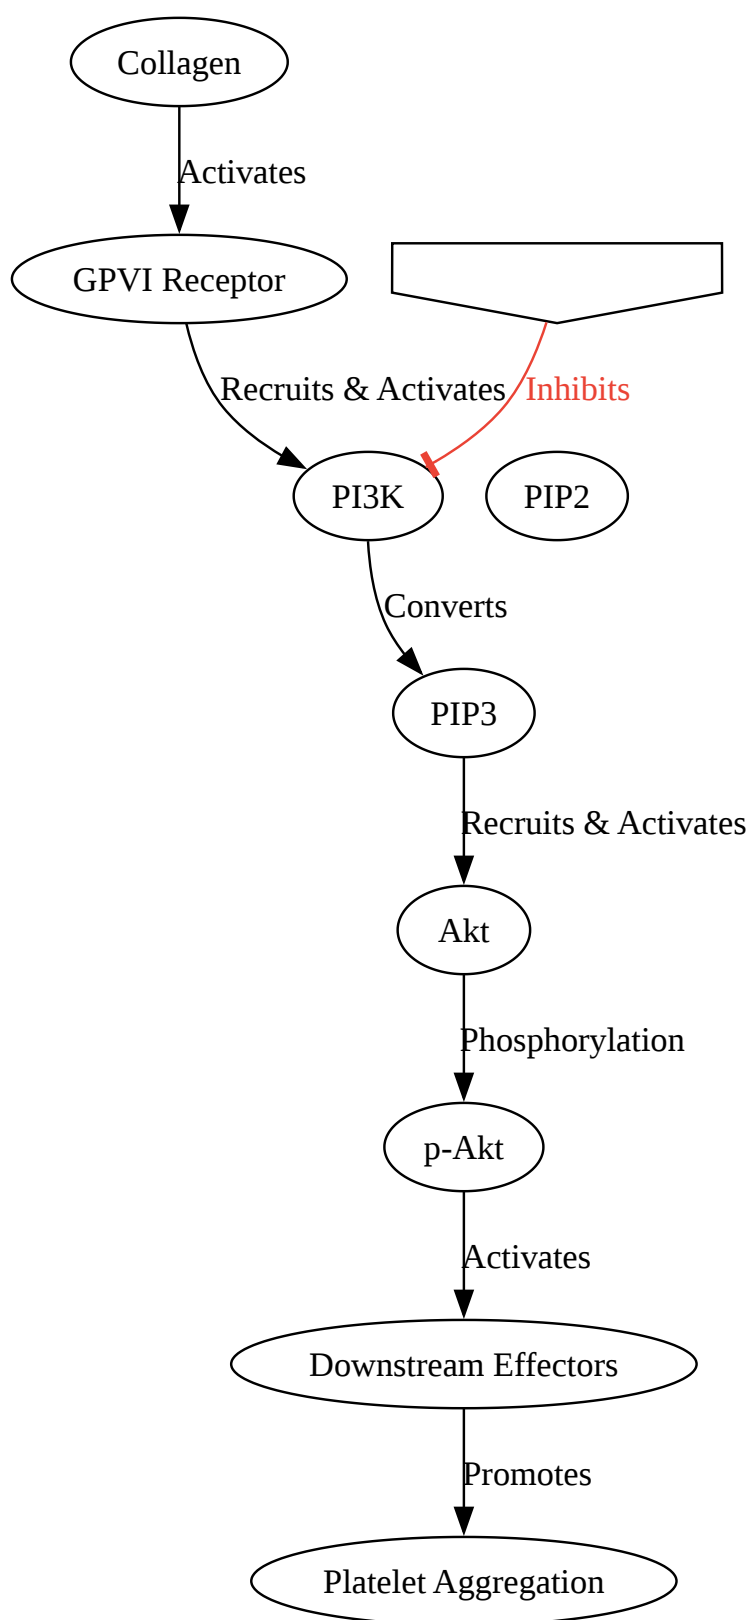 Collagen
Activates
GPVI Receptor
Recruits & Activates
Inhibits
PI3K
PIP2
Converts
PIP3
Recruits & Activates
Akt
Phosphorylation
p-Akt
Activates
Downstream Effectors
Promotes
Platelet Aggregation